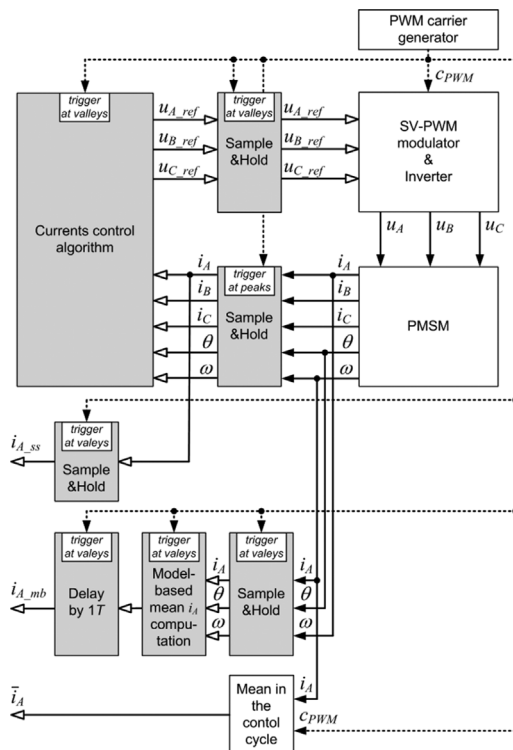 PWM carrier
generator
c_PWM
trigger
at valleys
trigger
at valleys
u_A_ref
u_B_ref
u_C_ref
Sample
&Hold
u_A_ref
u_B_ref
u_C_ref
SV-PWM
modulator
&
Inverter
Currents control
algorithm
u_A
u_B
u_C
i_A
i_B
i_C
θ
ω
trigger
at peaks
Sample
&Hold
i_A
i_B
i_C
θ
ω
PMSM
trigger
at valeys
Sample
&Hold
i_A_ss
trigger
at valeys
Delay
by 1T
i_A_mb
trigger
at valeys
Model-
based
mean i_A
compu-
tation
i_A
θ
ω
trigger
at valeys
Sample
&Hold
i_A
θ
ω
i̅_A
Mean in
the
contol
cycle
i_A
c_PWM